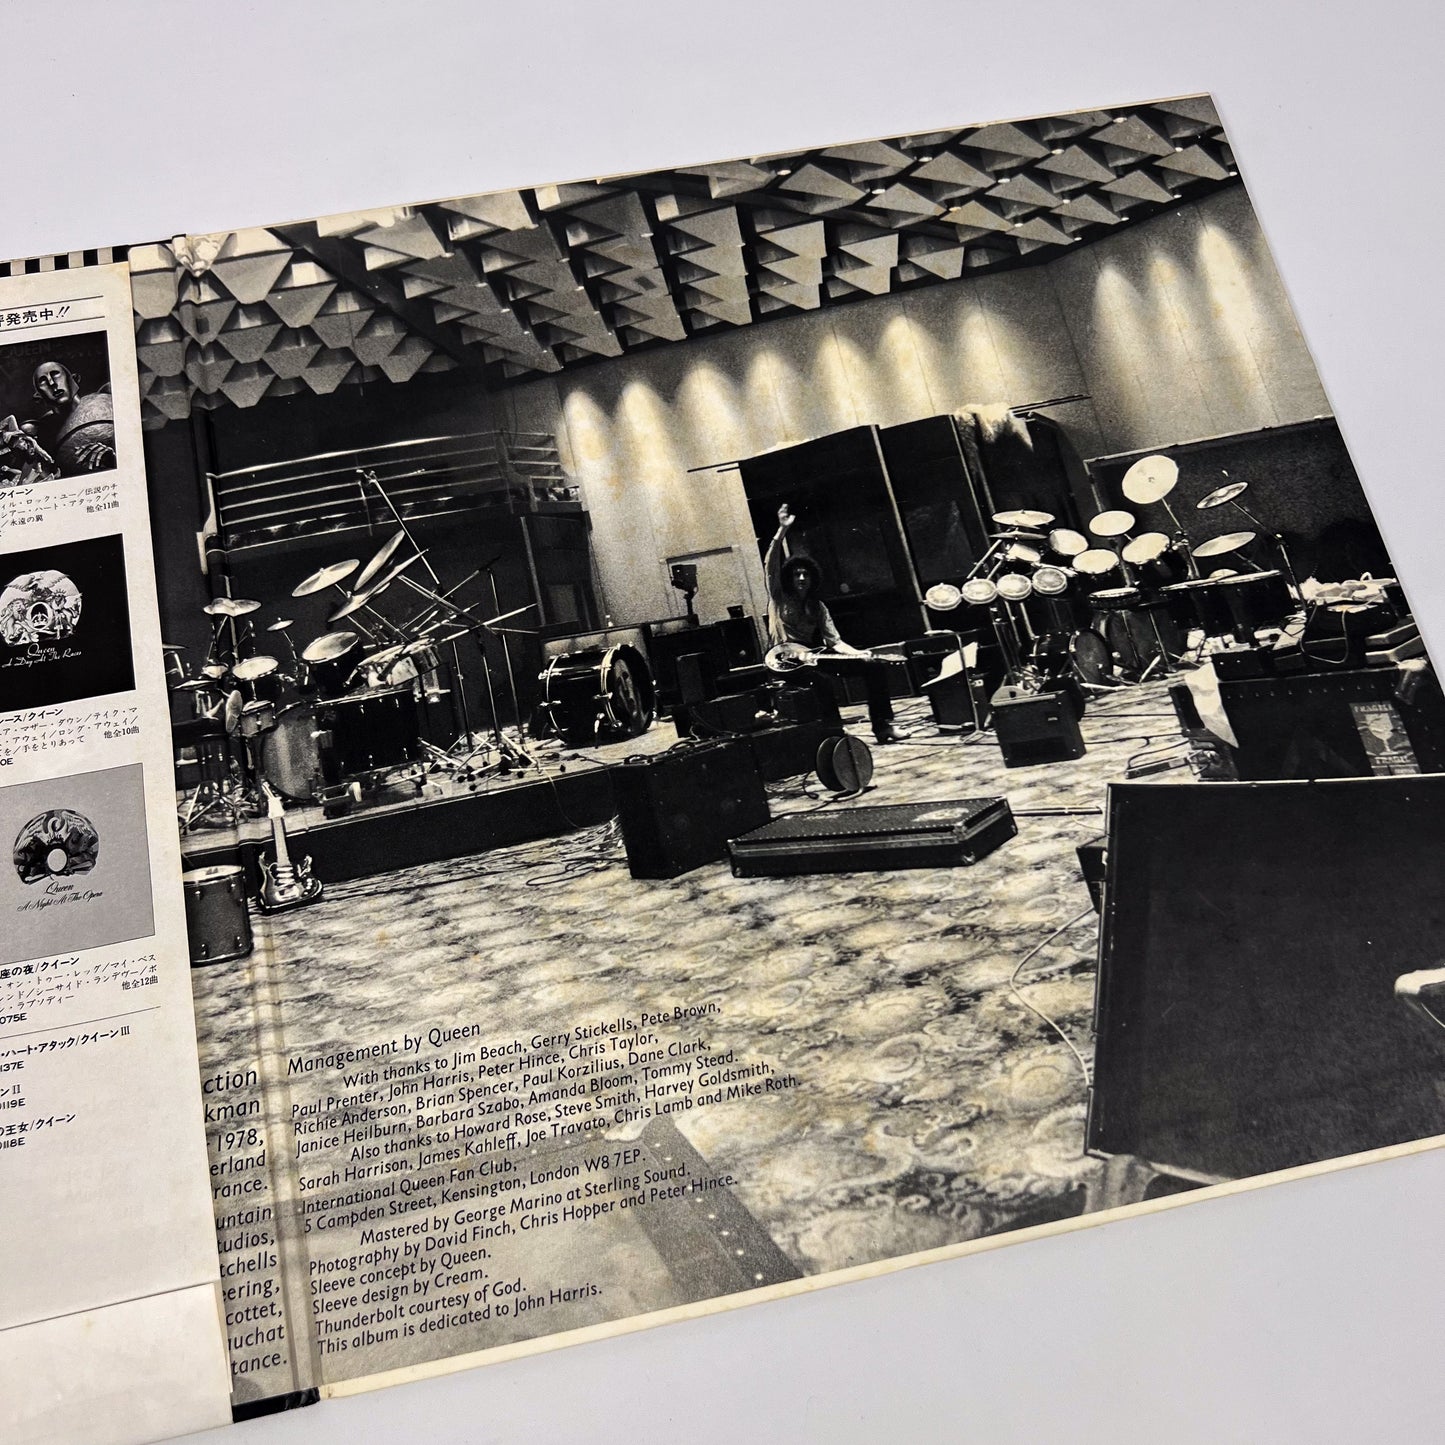 発売中!!
QUEEN
クイーン
ィル・ロック・ユー/伝説のチ
シアー・ハート・アタック/オ
/永遠の翼 他全11曲
Queen
A Day At The Races
レース/クイーン
ア・マザー・ダウン/テイク・マ
・アウェイ/ロング・アウェイ/
を/手をとりあって 他全10曲
0E
Queen
A Night At The Opera
座の夜/クイーン
・オン・トゥー・レッグ/マイ・ベス
レンド/シーサイド・ランデヴー/ボ
ン・ラプソディー 他全12曲
075E
・ハート・アタック/クイーンIII
137E
ンII
0119E
の王女/クイーン
0118E
ction
kman
1978,
erland
rance.
untain
tudios,
tchells
eering,
cottet,
uchat
tance.
Management by Queen
With thanks to Jim Beach, Gerry Stickells, Pete Brown,
Paul Prenter, John Harris, Peter Hince, Chris Taylor,
Richie Anderson, Brian Spencer, Paul Korzilius, Dane Clark,
Janice Heilburn, Barbara Szabo, Amanda Bloom, Tommy Stead.
Also thanks to Howard Rose, Steve Smith, Harvey Goldsmith,
Sarah Harrison, James Kahleff, Joe Travato, Chris Lamb and Mike Roth.
International Queen Fan Club,
5 Campden Street, Kensington, London W8 7EP.
Mastered by George Marino at Sterling Sound.
Photography by David Finch, Chris Hopper and Peter Hince.
Sleeve concept by Queen.
Sleeve design by Cream.
Thunderbolt courtesy of God.
This album is dedicated to John Harris.
FRAGILE